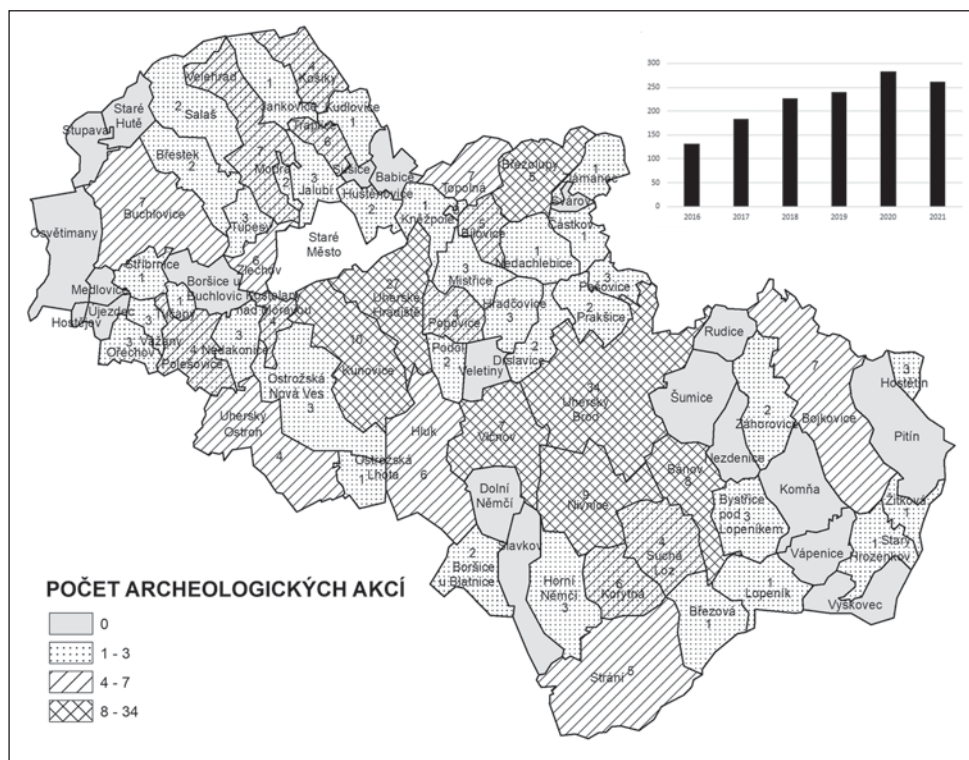 300
250
200
150
100
50
0
2016 2017 2018 2019 2020 2021
Velehrad
4
Košíky
1
Jankovice
Kudlovice
1
Staré
Hutě
2
Salaš
Traplice
6
Stupava
Břestek
2
7
Modrá
2
3
Jalubí
Sušice
Babice
Huštěnovice
2
7
Buchlovice
3
Tupesy
Osvětimany
Staré
Město
6
Zlechov
1
Kněžpole
7
Topolná
Březolupy
5
1
Zlámanec
Svárov
5
Bílovice
Částkov
1
1
Nedachlebice
3
Mistřice
27
Uherské
Hradiště
3
Pašovice
2
Prakšice
Hradčovice
3
4
Popovice
Stříbrnice
1
Medlovice
Boršice u
Buchlovic
Kostelany
nad Moravou
4
Újezdec
Hostějov
1
Tučapy
3
Vážany
3
Ořechov
4
Polešovice
3
Nedakonice
10
Kunovice
Podolí
2
Veletiny
2
Drslavice
Rudice
Ostrožská
Nová Ves
3
34
Uherský Brod
Šumice
2
Záhorovice
7
Bojkovice
3
Hostětín
Pitín
Uherský
Ostroh
4
Hluk
6
7
Vlčnov
Nezdenice
Ostrožská
Lhota
1
Dolní
Němčí
9
Nivnice
Bánov
8
Komňa
Žítková
1
Bystřice
pod 3
Lopeníkem
Slavkov
4
Suchá
Loz
Vápenice
1
Starý
Hrozenkov
2
Boršice
u Blatnice
Horní
Němčí
3
6
Korytná
1
Lopeník
Vyškovec
Březová
1
Strání 5
POČET ARCHEOLOGICKÝCH AKCÍ
0
1 - 3
4 - 7
8 - 34